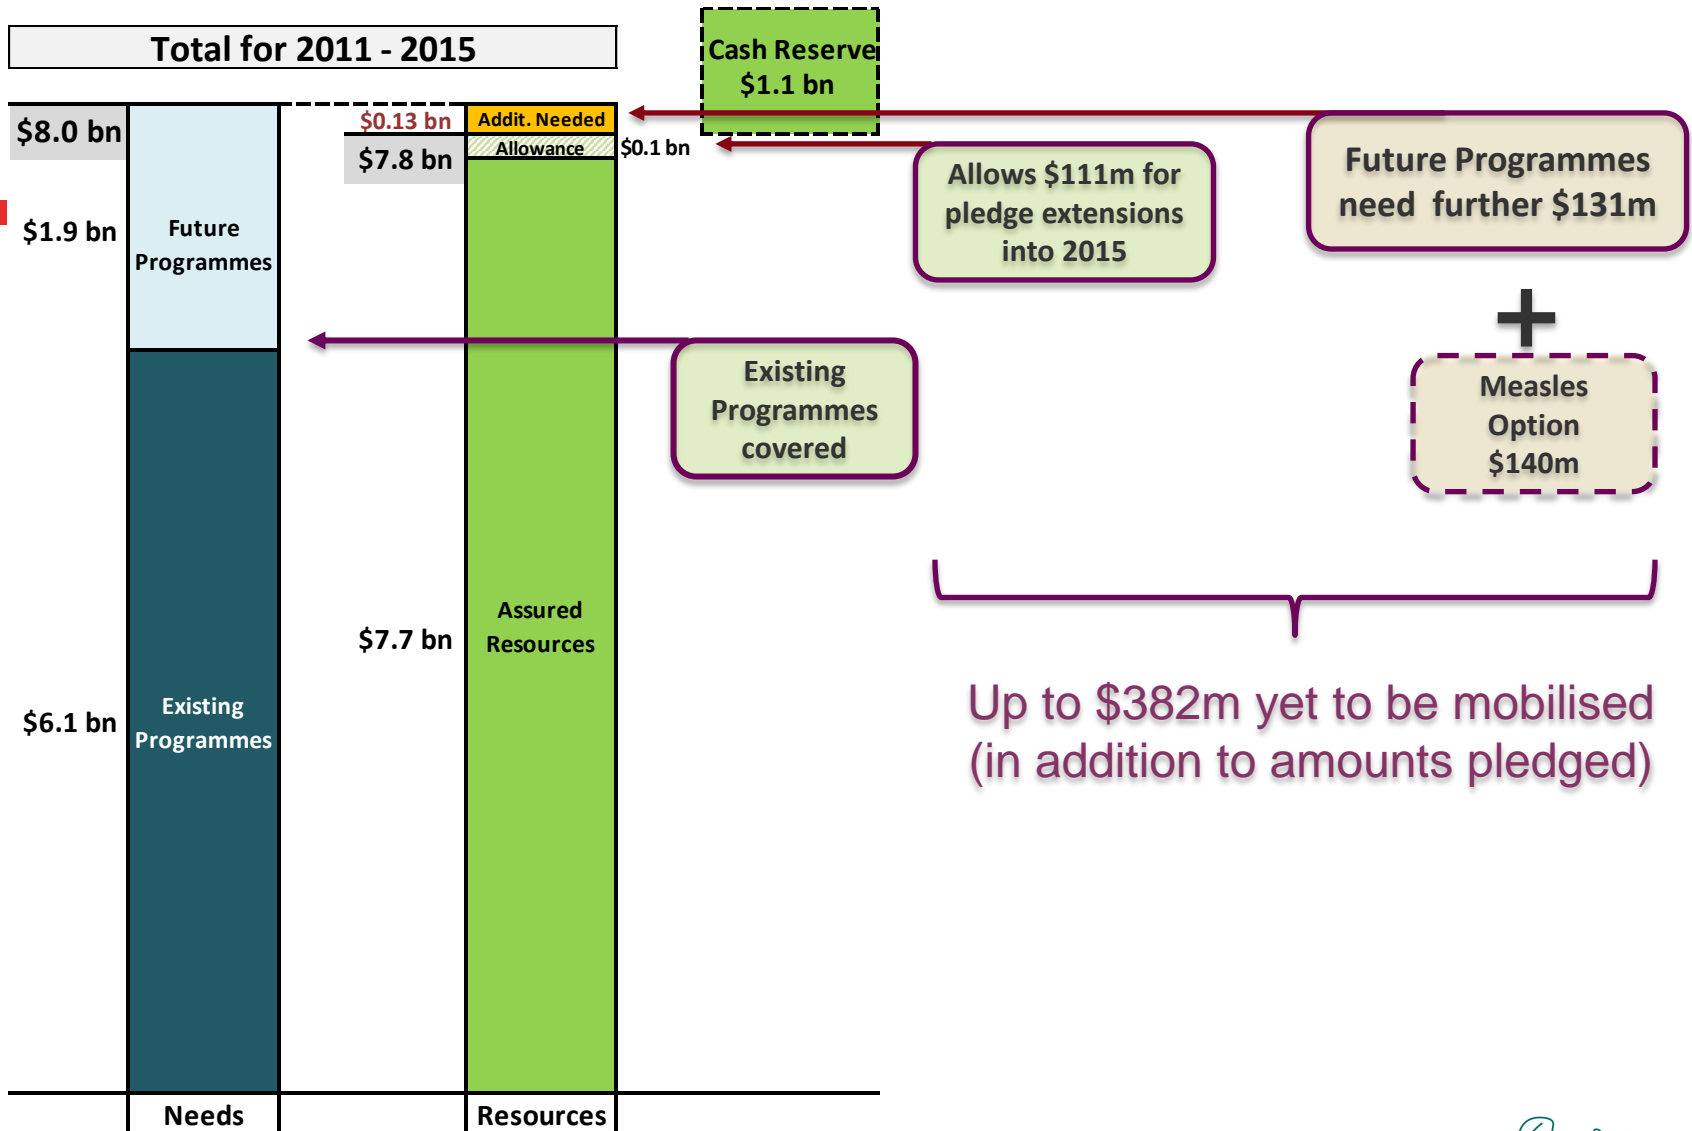 Total for 2011 - 2015
Cash Reserve
$1.1 bn
$8.0 bn
$0.13 bn
Addit. Needed
$7.8 bn
Allowance
$0.1 bn
Allows $111m for
pledge extensions
into 2015
Future Programmes
need further $131m
$1.9 bn
Future
Programmes
Existing
Programmes
covered
Measles
Option
$140m
Assured
Resources
$7.7 bn
Existing
Programmes
$6.1 bn
Up to $382m yet to be mobilised
(in addition to amounts pledged)
Needs
Resources